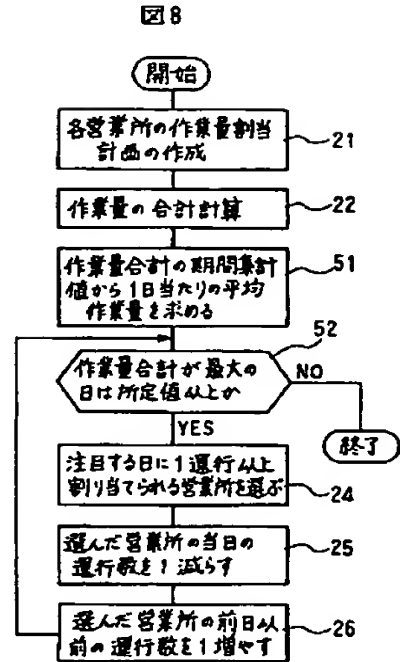 図8
開始
各営業所の作業量割当
計画の作成
21
作業量の合計計算
22
作業量合計の期間集計
値から1日当たりの平均
作業量を求める
51
52
作業量合計が最大の
日は所定値以上か
NO
YES
終了
注目する日に1運行以上
割り当てられる営業所を選ぶ
24
選んだ営業所の当日の
運行数を1減らす
25
選んだ営業所の前日以
前の運行数を1増やす
26